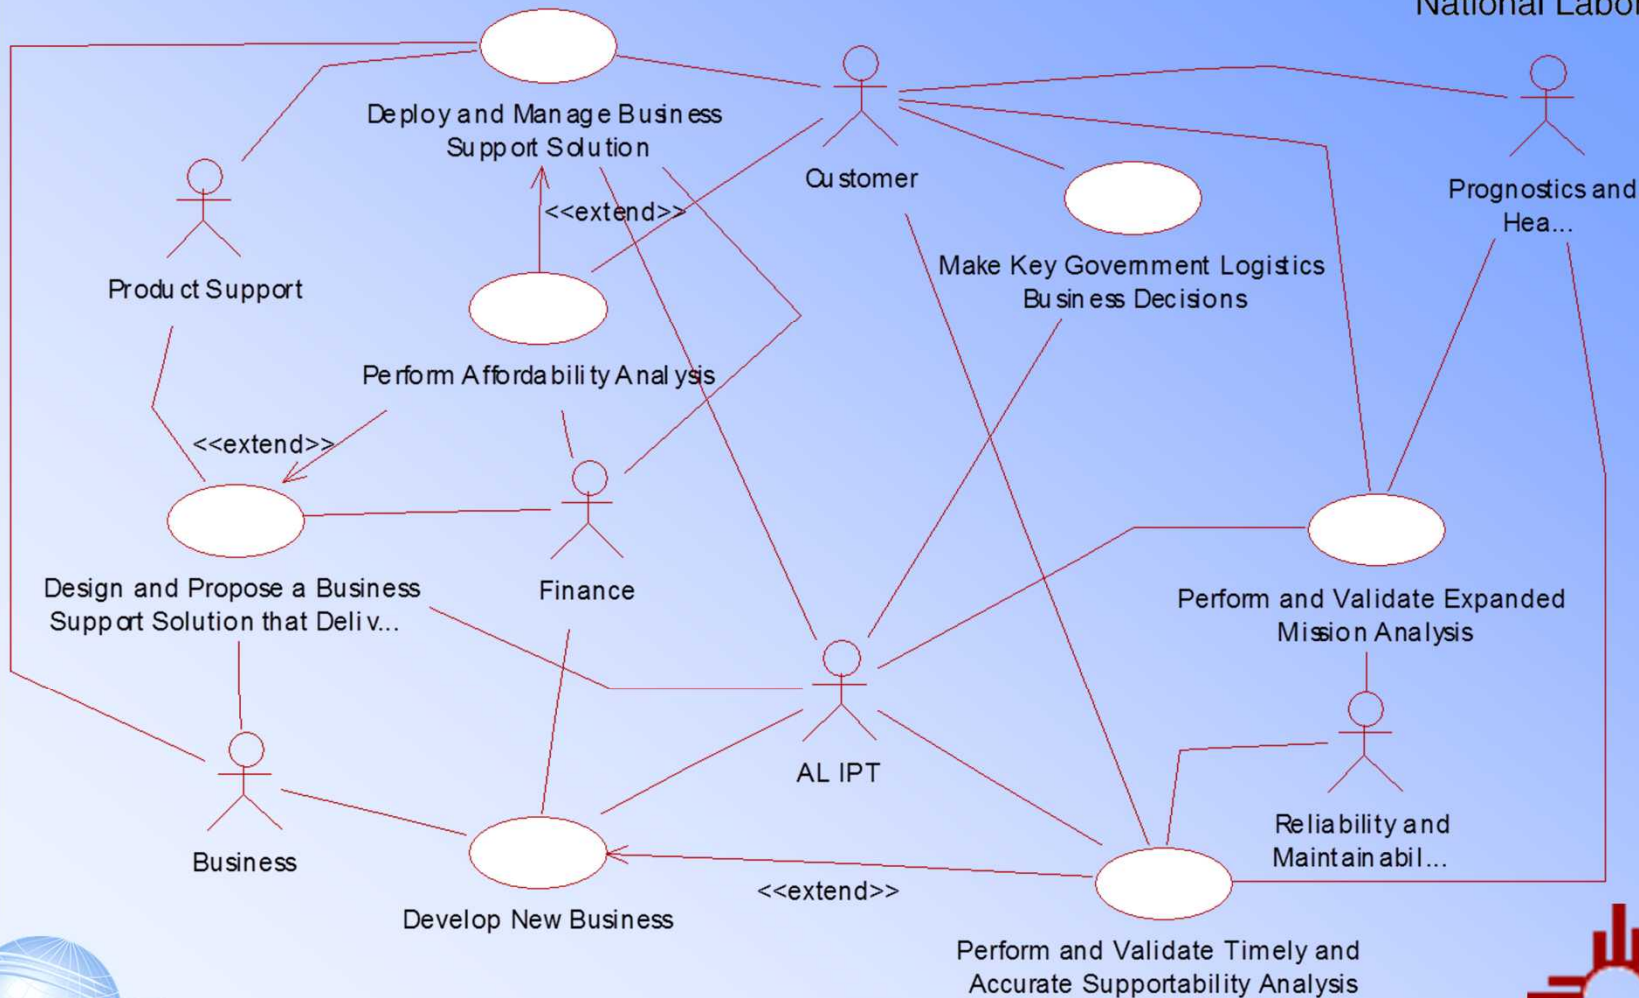 National
Deploy and Manage Business
Support Solution
Customer
<<extend>>
Prognostics and
Hea...
Product Support
Make Key Government Logistics
Business Decisions
Perform Affordability Analysis
<<extend>>
Design and Propose a Business
Support Solution that Deliv...
Finance
Perform and Validate Expanded
Mission Analysis
AL IPT
Reliability and
Maintainabil...
Business
<<extend>>
Develop New Business
Perform and Validate Timely and
Accurate Supportability Analysis